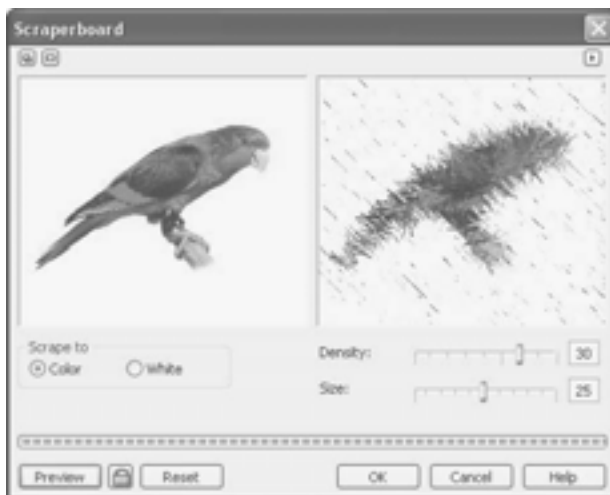 Scraperboard
Scrape to
Color White
Density: 30
Size: 25
Preview Reset OK Cancel Help